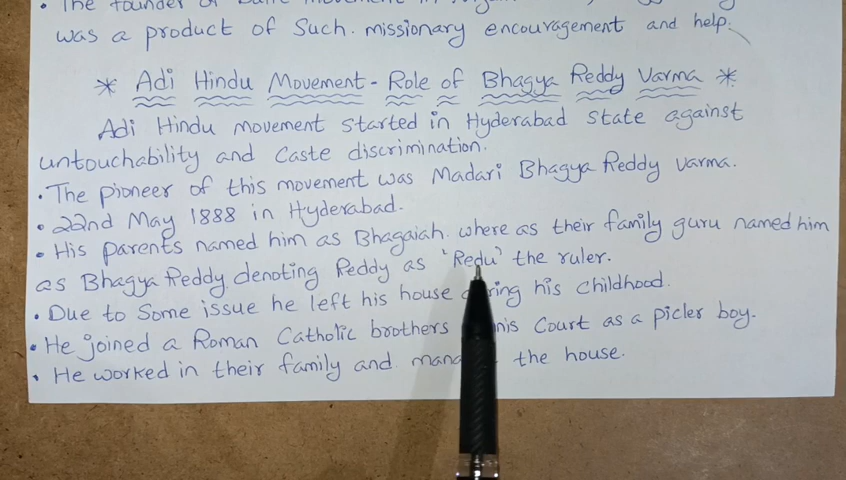 was a product of Such missionary encouragement and help.
* Adi Hindu Movement - Role of Bhagya Reddy Varma *
Adi Hindu movement started in Hyderabad state against
untouchability and Caste discrimination.
• The pioneer of this movement was Madari Bhagya Reddy varma.
• 22nd May 1888 in Hyderabad.
• His parents named him as Bhagaiah where as their family guru named him
as Bhagya Reddy denoting Reddy as 'Redu' the ruler.
• Due to Some issue he left his house during his childhood.
• He joined a Roman Catholic brothers Court as a picler boy.
• He worked in their family and the house.